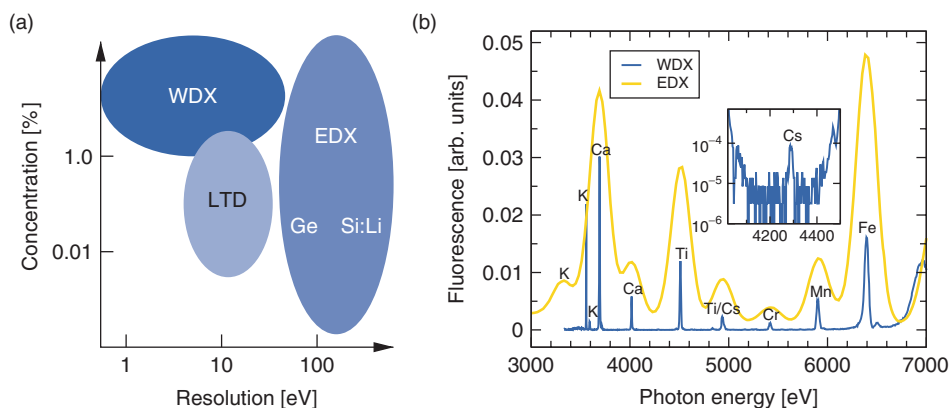 (a)
Concentration [%]
1.0
0.01
WDX
EDX
LTD
Ge Si:Li
1 10 100
Resolution [eV]
(b)
Fluorescence [arb. units]
0.05
0.04
0.03
0.02
0.01
0
WDX
EDX
Cs
10⁻⁴
10⁻⁵
10⁻⁶
4200 4400
K
K
K
Ca
Ca
Ti
Ti/Cs
Cr
Mn
Fe
3000 4000 5000 6000 7000
Photon energy [eV]